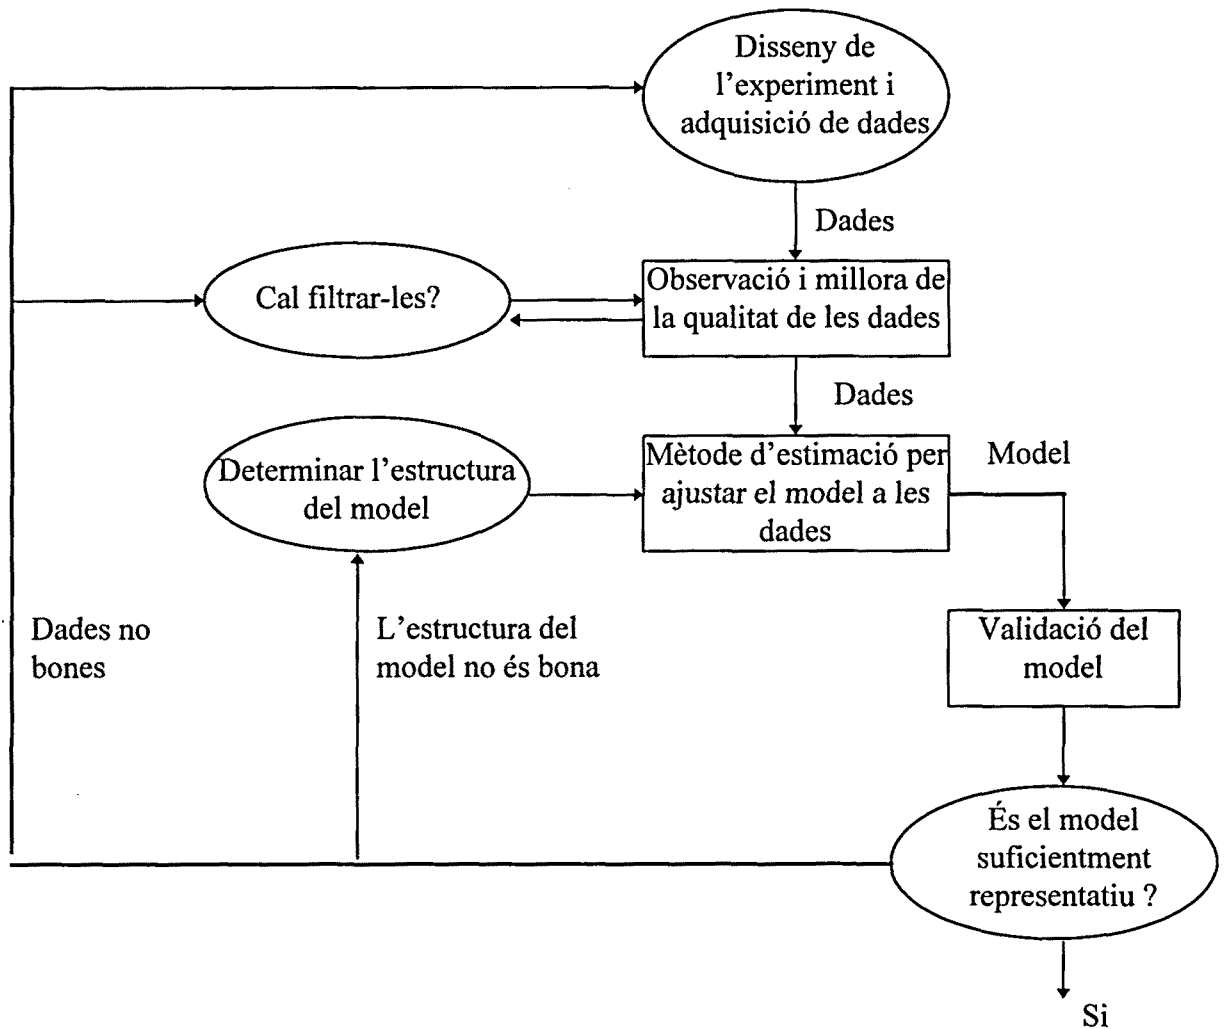 Disseny de
l’experiment i
adquisició de dades
Dades
Cal filtrar-les?
Observació i millora de
la qualitat de les dades
Dades
Determinar l’estructura
del model
Mètode d’estimació per
ajustar el model a les
dades
Model
Dades no
bones
L’estructura del
model no és bona
Validació del
model
És el model
suficientment
representatiu ?
Si